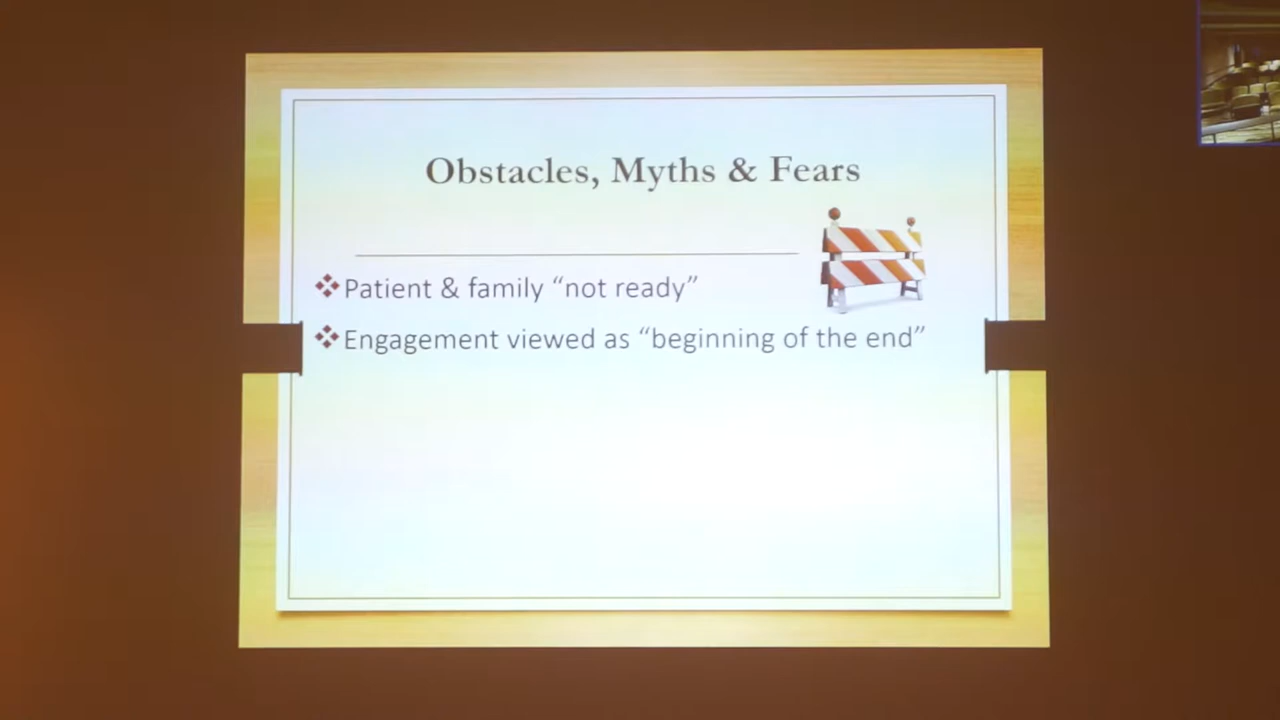 Obstacles, Myths & Fears
Patient & family “not ready”
Engagement viewed as “beginning of the end”